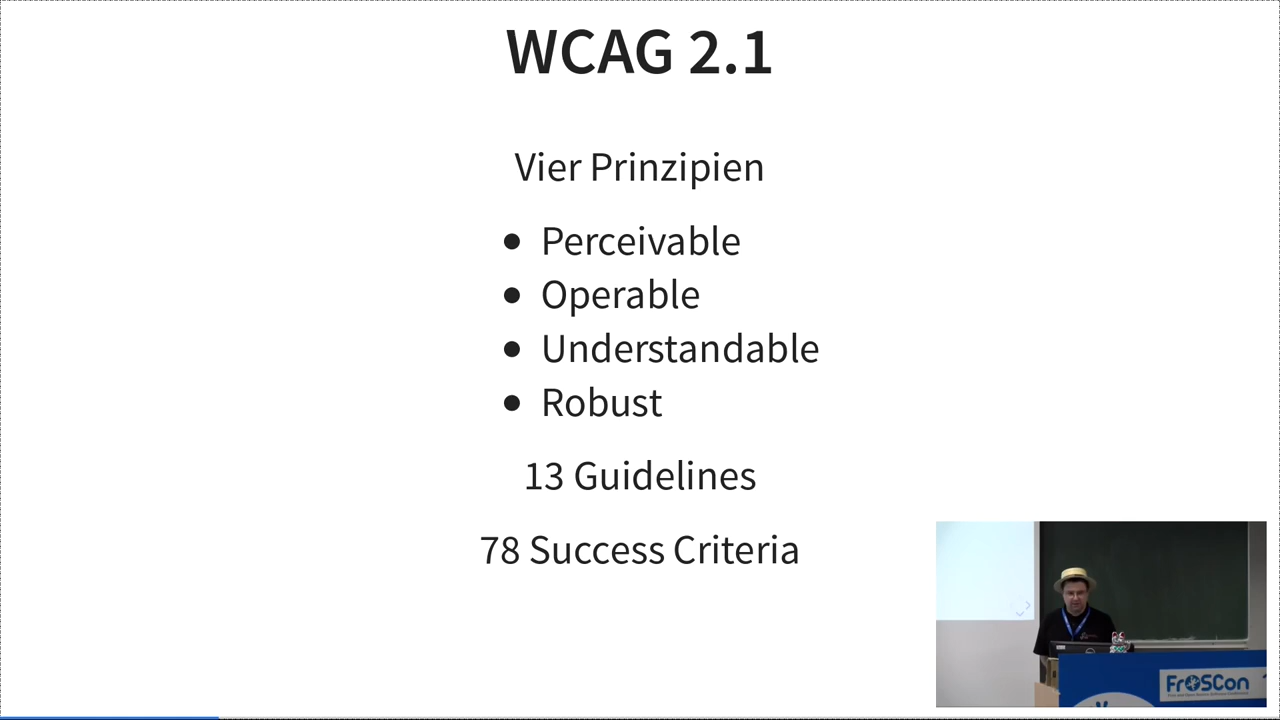 WCAG 2.1
Vier Prinzipien
Perceivable
Operable
Understandable
Robust
13 Guidelines
78 Success Criteria
FrOSCon